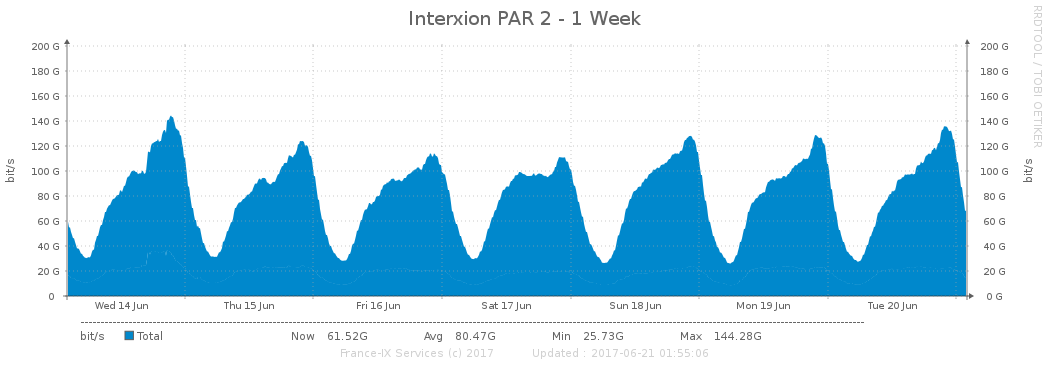 Interxion PAR 2 - 1 Week
RRDTOOL / TOBI OETIKER
200 G 200 G
180 G 180 G
160 G 160 G
140 G 140 G
120 G 120 G
100 G 100 G
80 G 80 G
60 G 60 G
40 G 40 G
20 G 20 G
0 0 G
bit/s
bit/s
Wed 14 Jun Thu 15 Jun Fri 16 Jun Sat 17 Jun Sun 18 Jun Mon 19 Jun Tue 20 Jun
bit/s Total Now 61.52G Avg 80.47G Min 25.73G Max 144.28G
France-IX Services (c) 2017 Updated : 2017-06-21 01:55:06